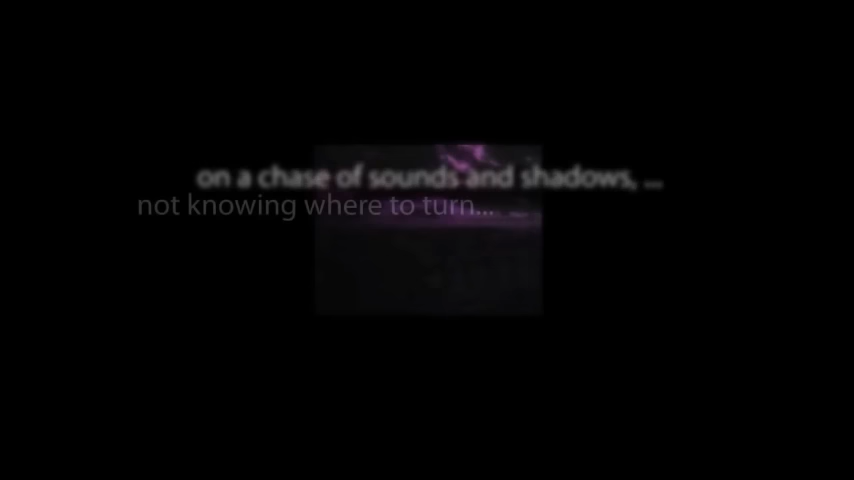 on a chase of sounds and shadows, ...
not knowing where to turn...